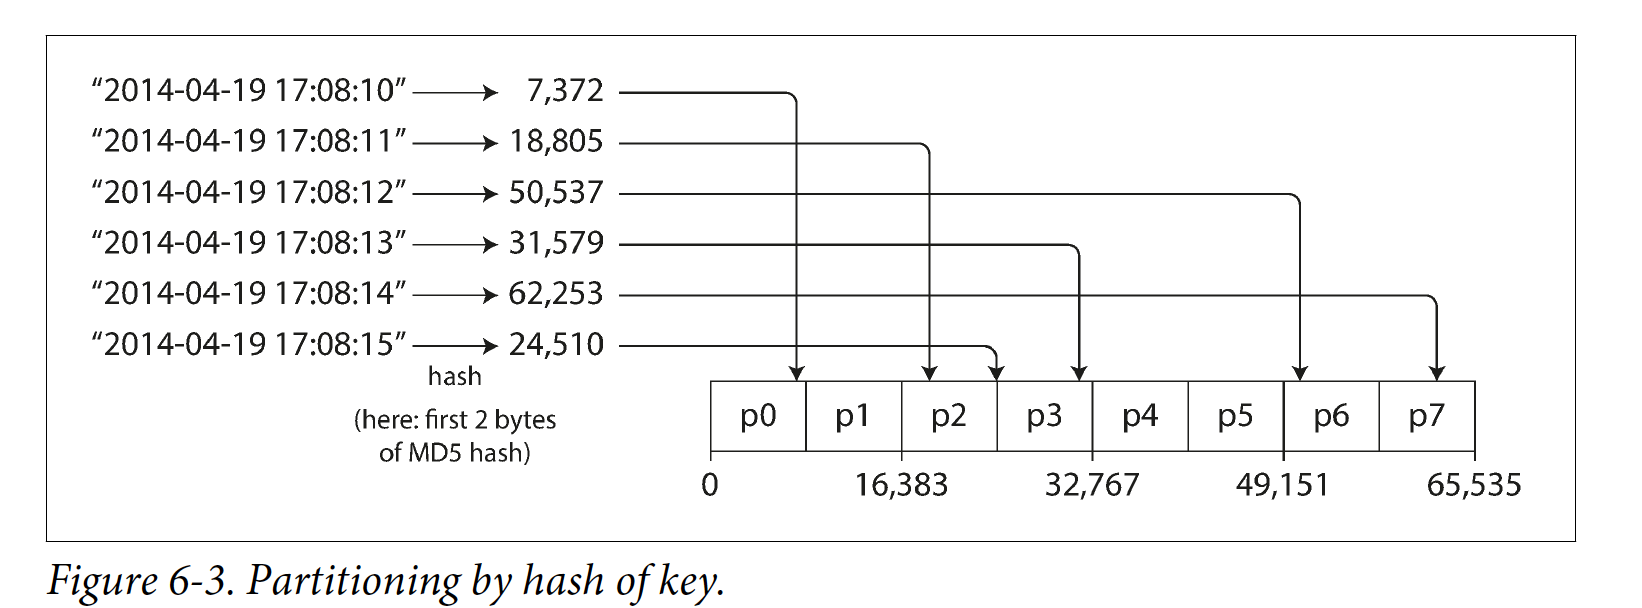 “2014-04-19 17:08:10” 7,372
“2014-04-19 17:08:11” 18,805
“2014-04-19 17:08:12” 50,537
“2014-04-19 17:08:13” 31,579
“2014-04-19 17:08:14” 62,253
“2014-04-19 17:08:15” 24,510
hash
(here: first 2 bytes
of MD5 hash)
p0 p1 p2 p3 p4 p5 p6 p7
0 16,383 32,767 49,151 65,535
Figure 6-3. Partitioning by hash of key.